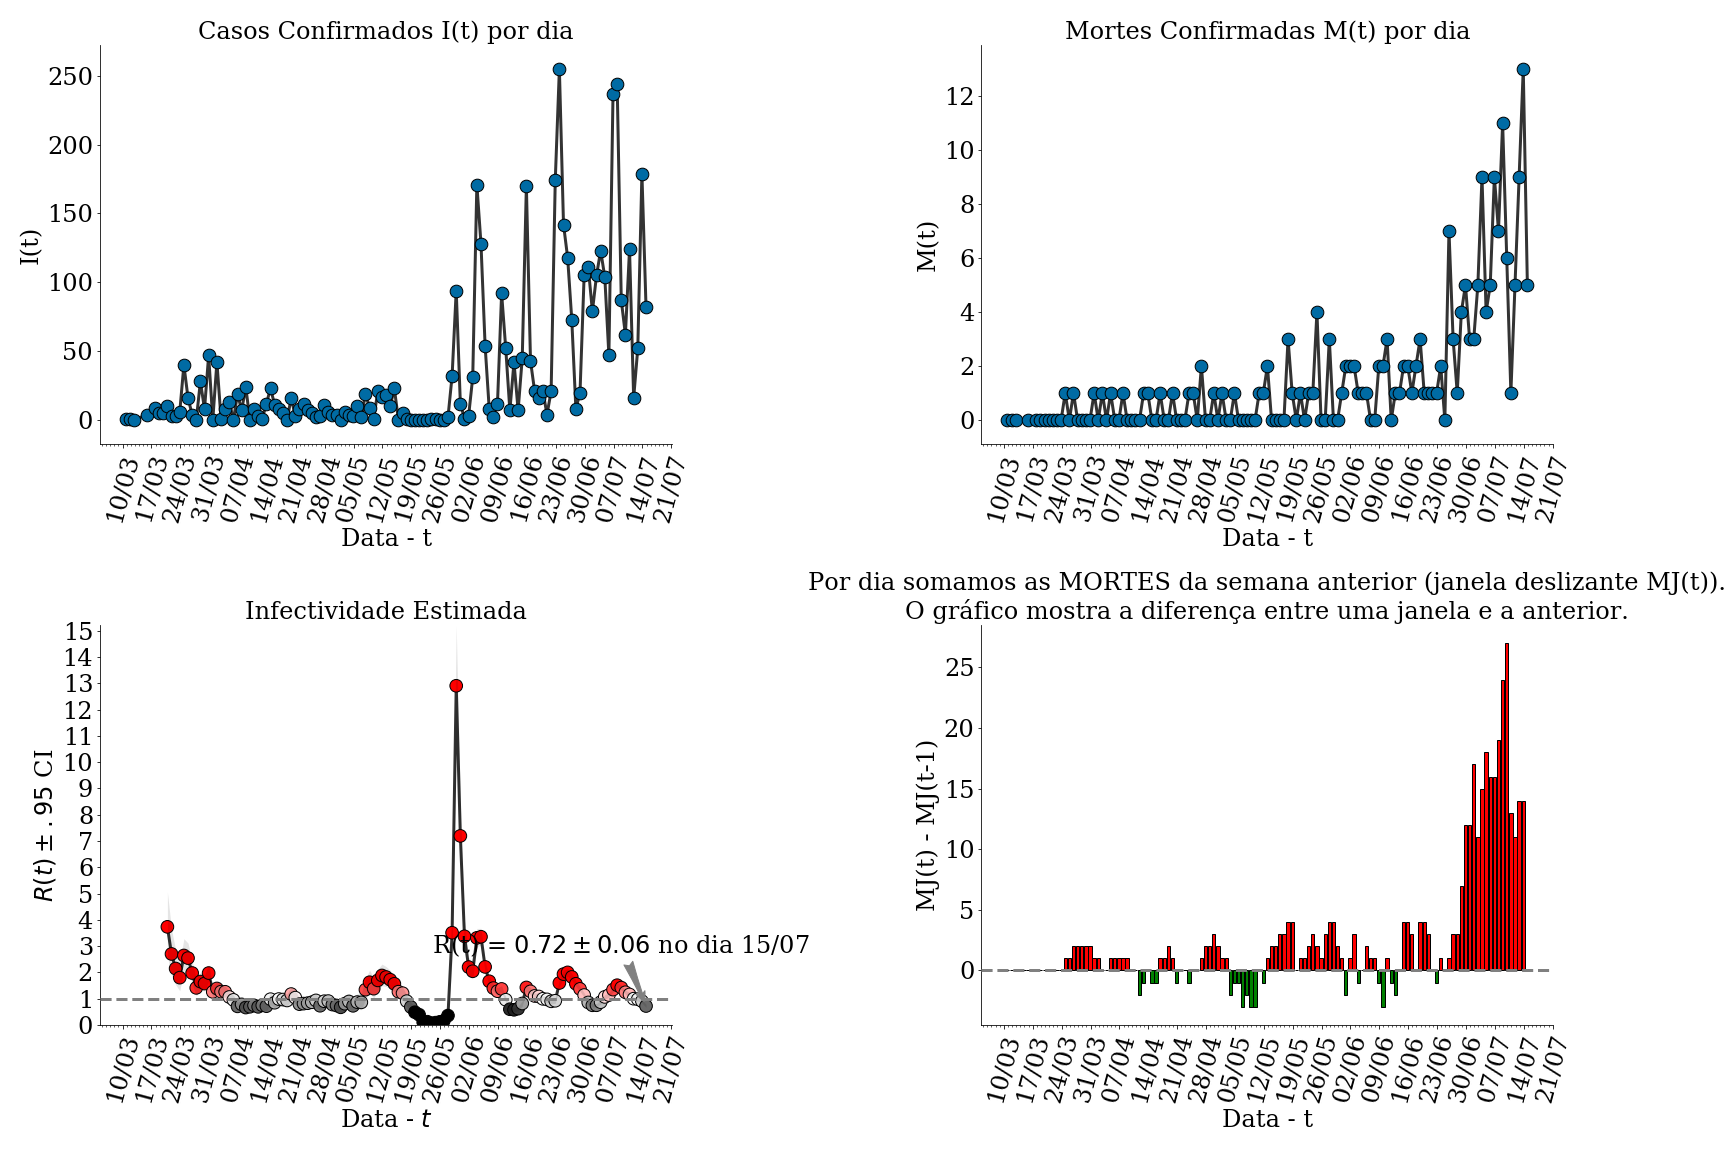 Casos Confirmados I(t) por dia
I(t)
250
200
150
100
50
0
10/03 17/03 24/03 31/03 07/04 14/04 21/04 28/04 05/05 12/05 19/05 26/05 02/06 09/06 16/06 23/06 30/06 07/07 14/07 21/07
Data - t
Mortes Confirmadas M(t) por dia
M(t)
12
10
8
6
4
2
0
10/03 17/03 24/03 31/03 07/04 14/04 21/04 28/04 05/05 12/05 19/05 26/05 02/06 09/06 16/06 23/06 30/06 07/07 14/07 21/07
Data - t
Infectividade Estimada
R(t) ± .95 CI
15
14
13
12
11
10
9
8
7
6
5
4
3
2
1
0
R(t) = 0.72 ± 0.06 no dia 15/07
10/03 17/03 24/03 31/03 07/04 14/04 21/04 28/04 05/05 12/05 19/05 26/05 02/06 09/06 16/06 23/06 30/06 07/07 14/07 21/07
Data - t
Por dia somamos as MORTES da semana anterior (janela deslizante MJ(t)).
O gráfico mostra a diferença entre uma janela e a anterior.
MJ(t) - MJ(t-1)
25
20
15
10
5
0
10/03 17/03 24/03 31/03 07/04 14/04 21/04 28/04 05/05 12/05 19/05 26/05 02/06 09/06 16/06 23/06 30/06 07/07 14/07 21/07
Data - t